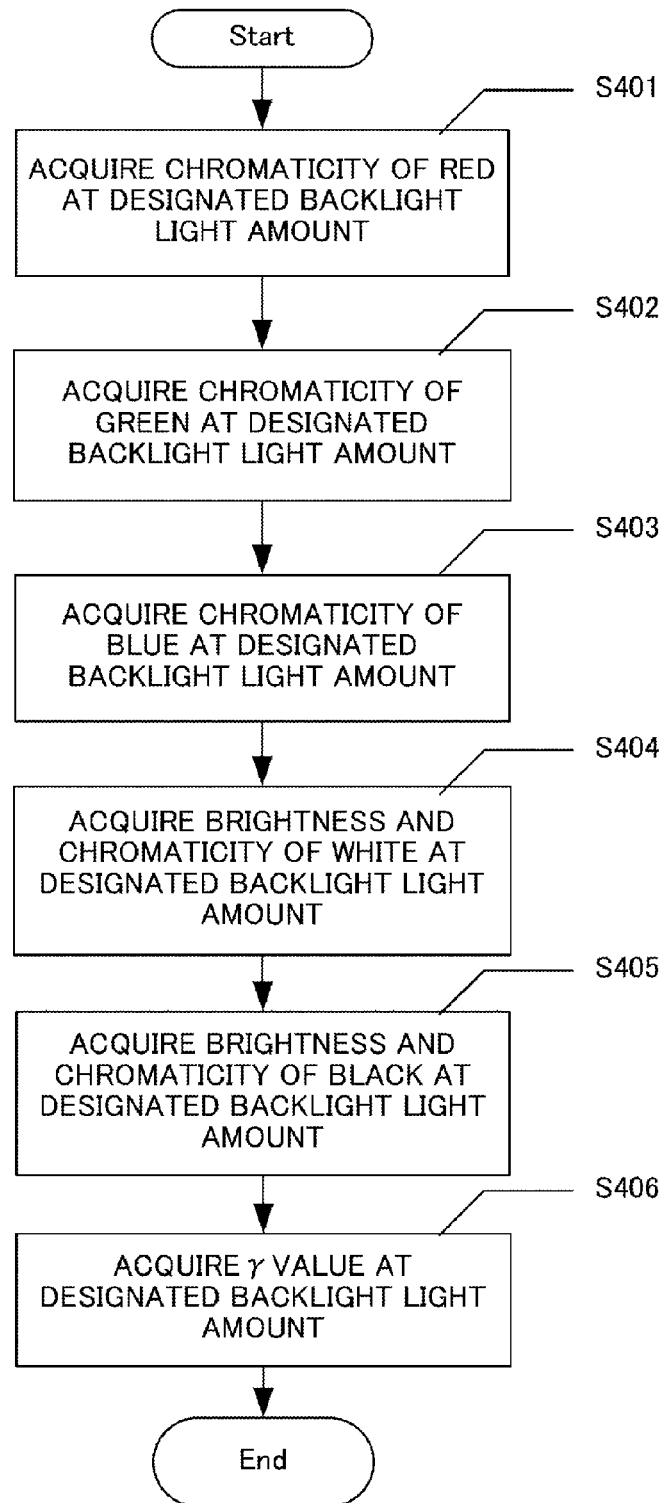 Start
S401
ACQUIRE CHROMATICITY OF RED
AT DESIGNATED BACKLIGHT
LIGHT AMOUNT
S402
ACQUIRE CHROMATICITY OF
GREEN AT DESIGNATED
BACKLIGHT LIGHT AMOUNT
S403
ACQUIRE CHROMATICITY OF
BLUE AT DESIGNATED
BACKLIGHT LIGHT AMOUNT
S404
ACQUIRE BRIGHTNESS AND
CHROMATICITY OF WHITE AT
DESIGNATED BACKLIGHT LIGHT
AMOUNT
S405
ACQUIRE BRIGHTNESS AND
CHROMATICITY OF BLACK AT
DESIGNATED BACKLIGHT LIGHT
AMOUNT
S406
ACQUIRE γ VALUE AT
DESIGNATED BACKLIGHT LIGHT
AMOUNT
End